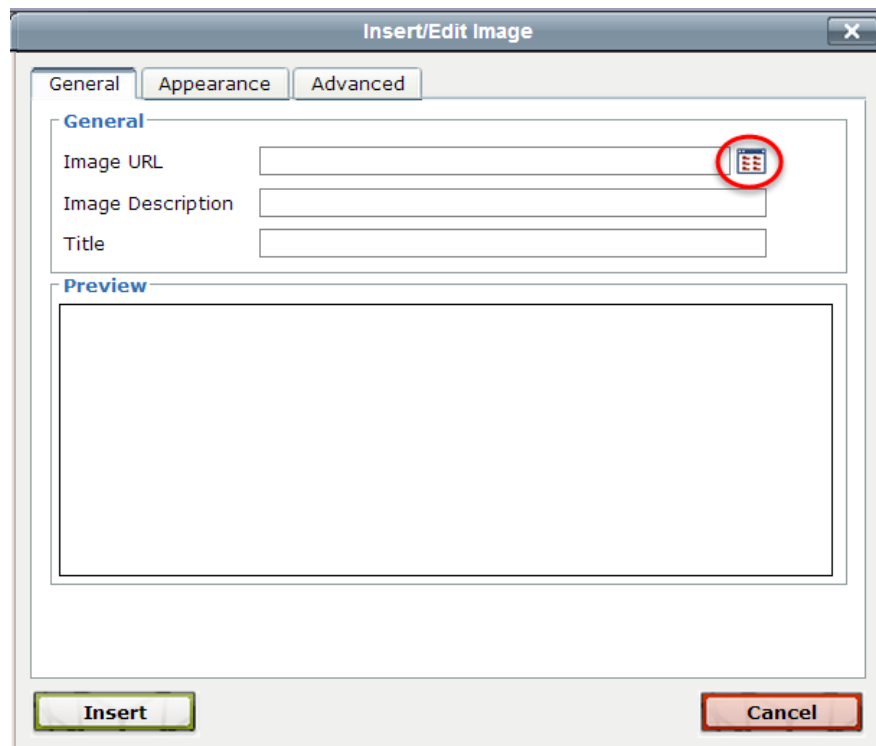 Insert/Edit Image
General Appearance Advanced
General
Image URL
Image Description
Title
Preview
Insert Cancel